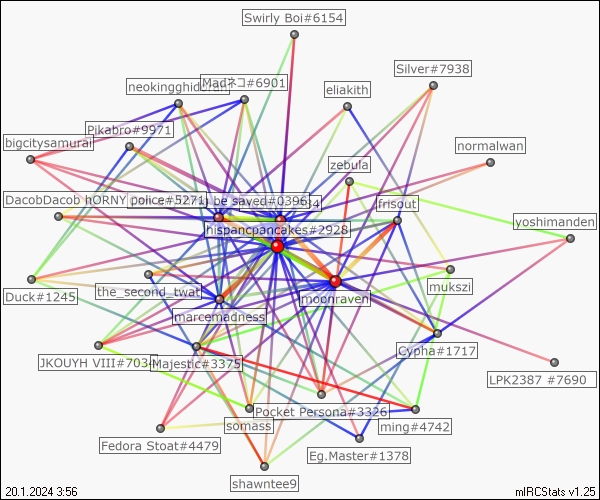 Swirly Boi#6154
Silver#7938
neokingghidorah
Madネコ#6901
eliakith
Pikabro#9971
bigcitysamurai
normalwan
zebula
DacobDacob hORNY police#5271
be saved#0396
frisout
yoshimanden
hispancpancakes#2928
Duck#1245
the_second_twat
moonraven
mukszi
marcemadness
Cypha#1717
JKOUYH VIII#7034
Majestic#3375
LPK2387 #7690
Pocket Persona#3326
somass
ming#4742
Fedora Stoat#4479
Eg.Master#1378
shawntee9
20.1.2024 3:56
mIRCStats v1.25